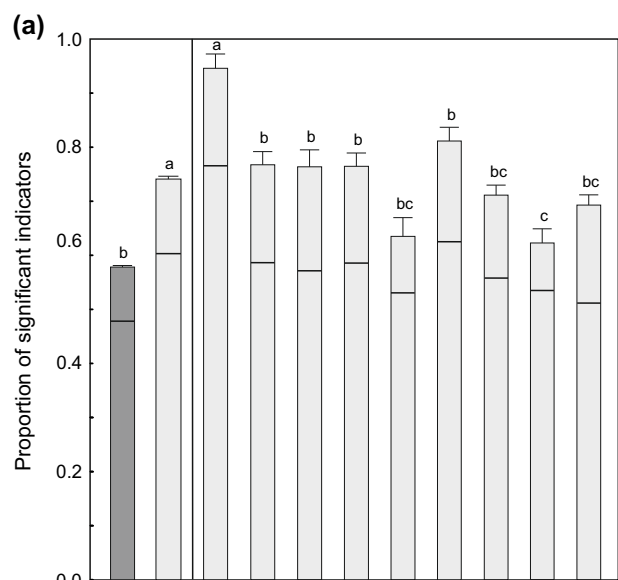 (a)
Proportion of significant indicators
1.0
0.8
0.6
0.4
0.2
0.0
b
a
a
b
b
b
bc
b
bc
c
bc